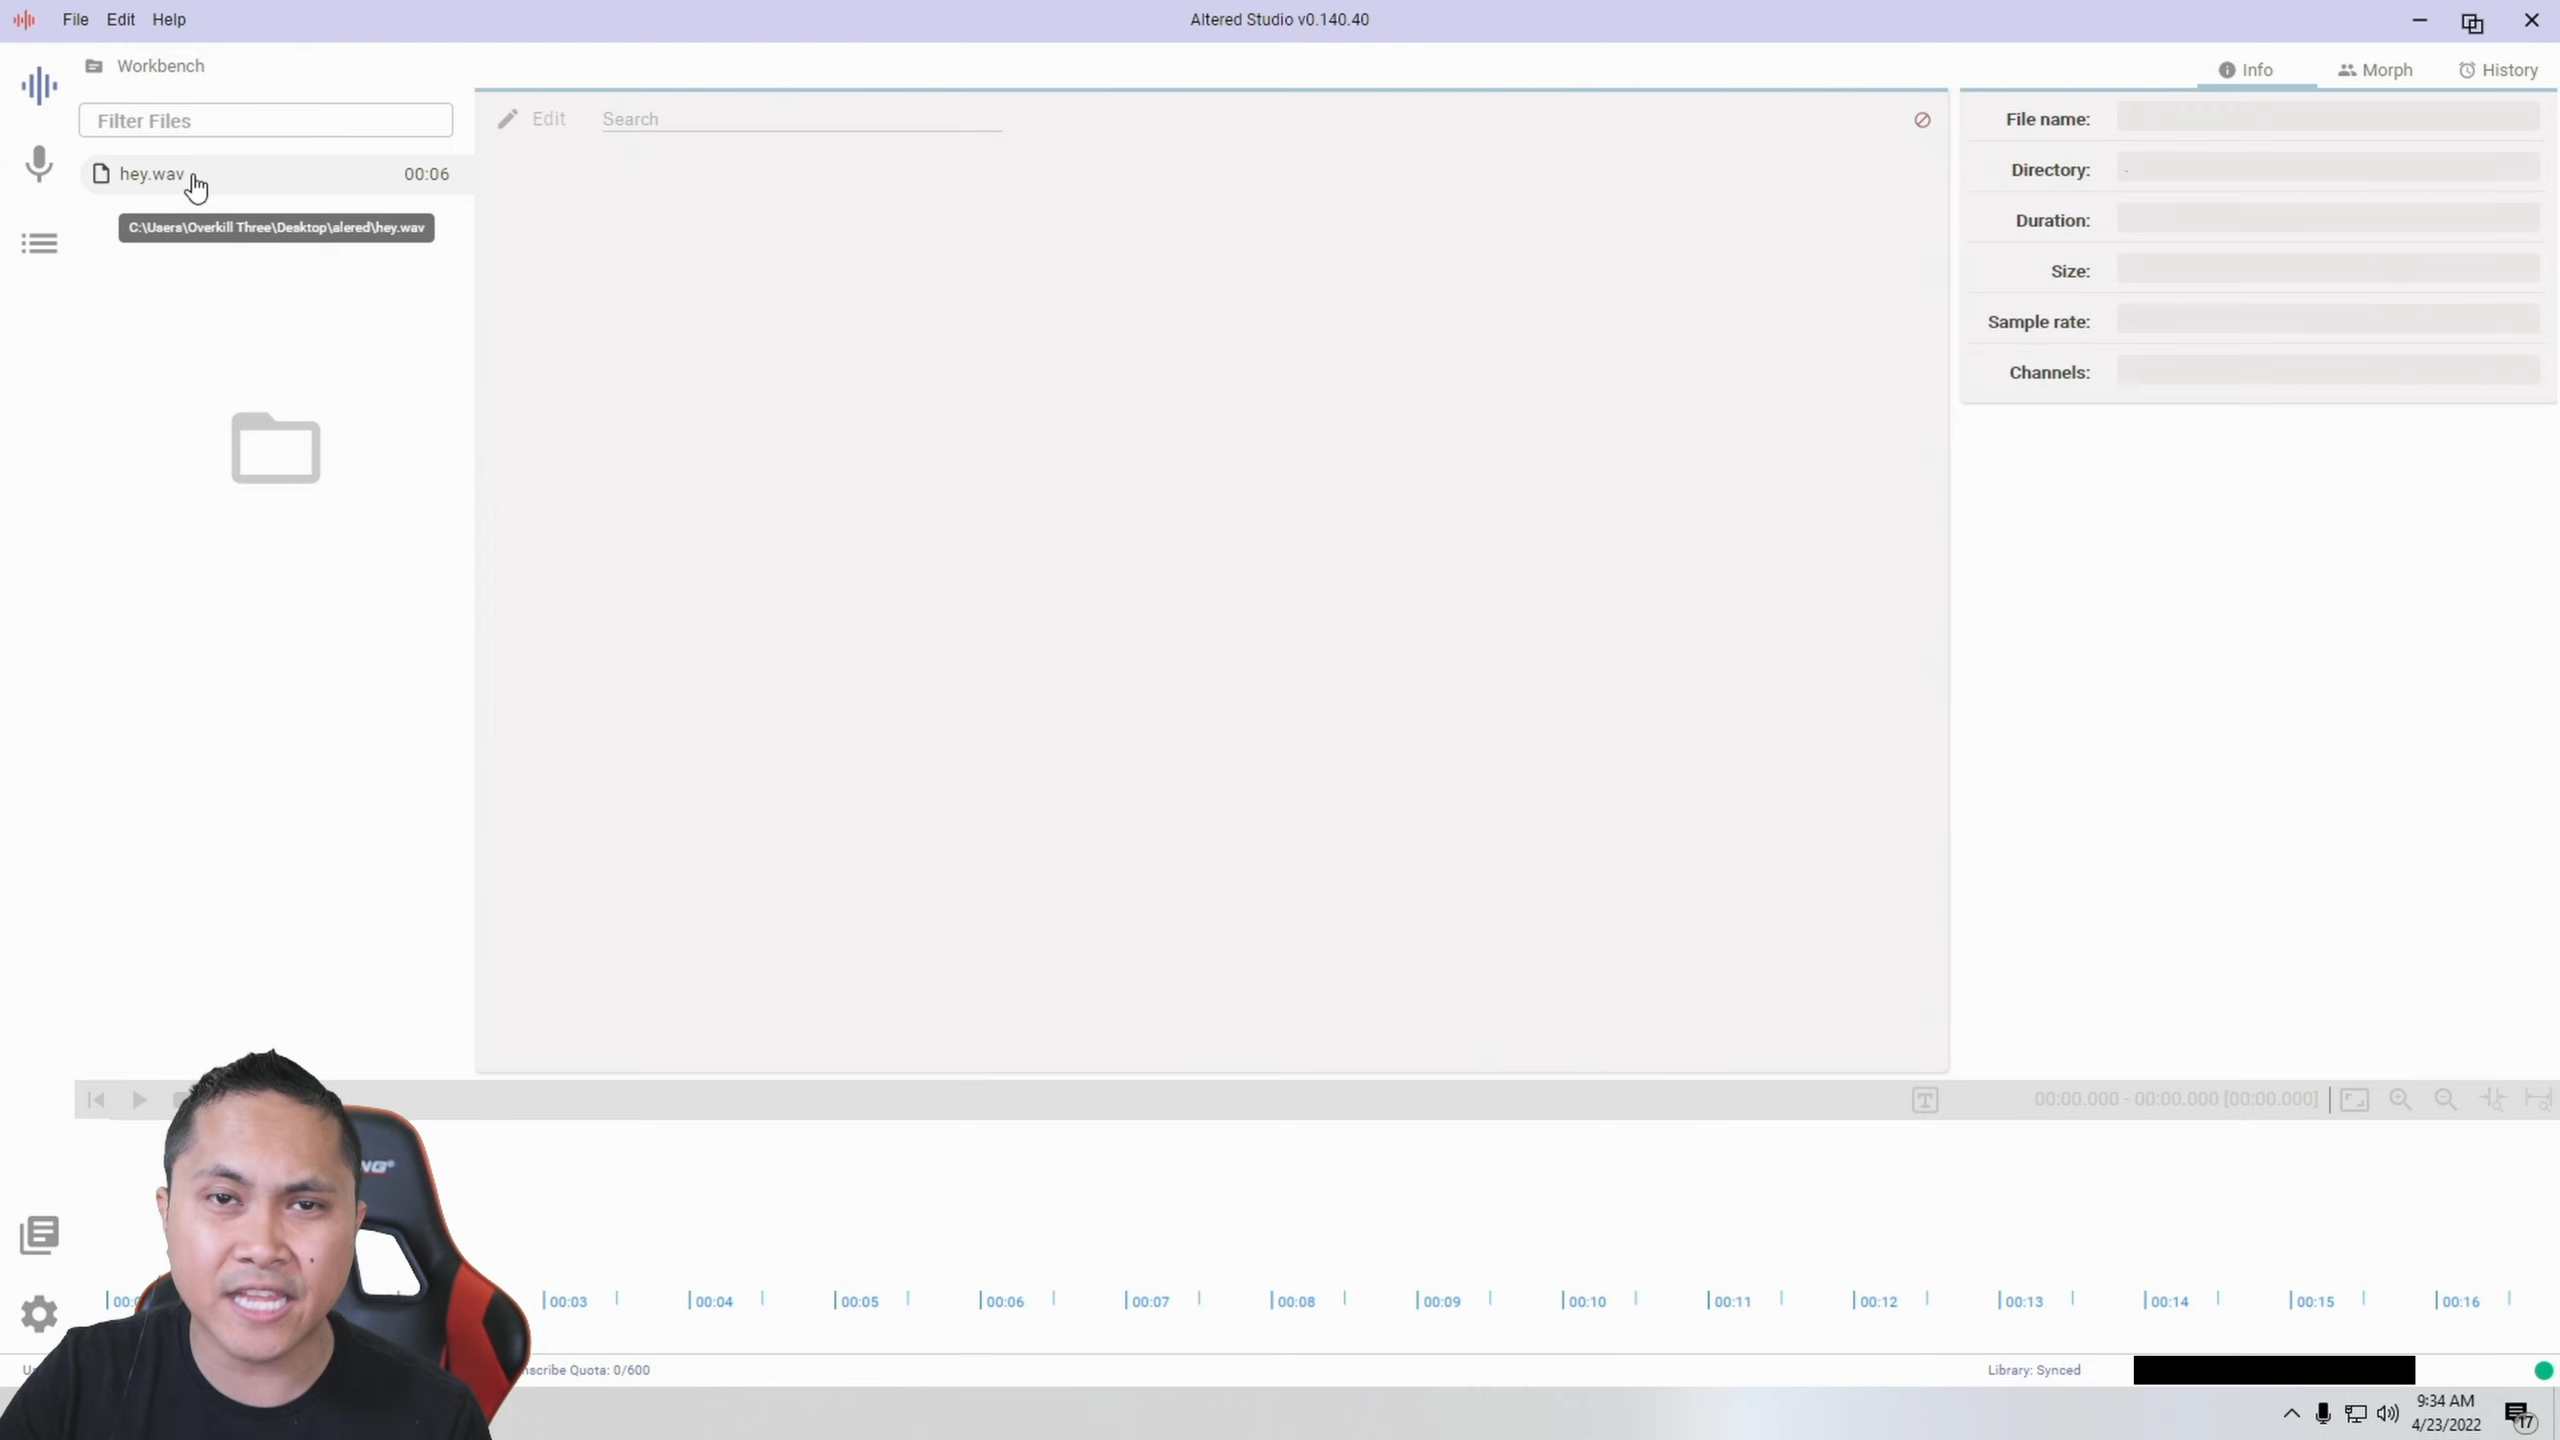 File Edit Help
Altered Studio v0.140.40
Workbench
Info
Morph
History
Filter Files
Edit
Search
hey.wav
00:06
C:\Users\Overkill Three\Desktop\alered\hey.wav
File name:
Directory:
.
Duration:
Size:
Sample rate:
Channels:
T
00:00.000 - 00:00.000 [00:00.000]
00:03
00:04
00:05
00:06
00:07
00:08
00:09
00:10
00:11
00:12
00:13
00:14
00:15
00:16
Quota: 0/600
Library: Synced
9:34 AM
4/23/2022
17